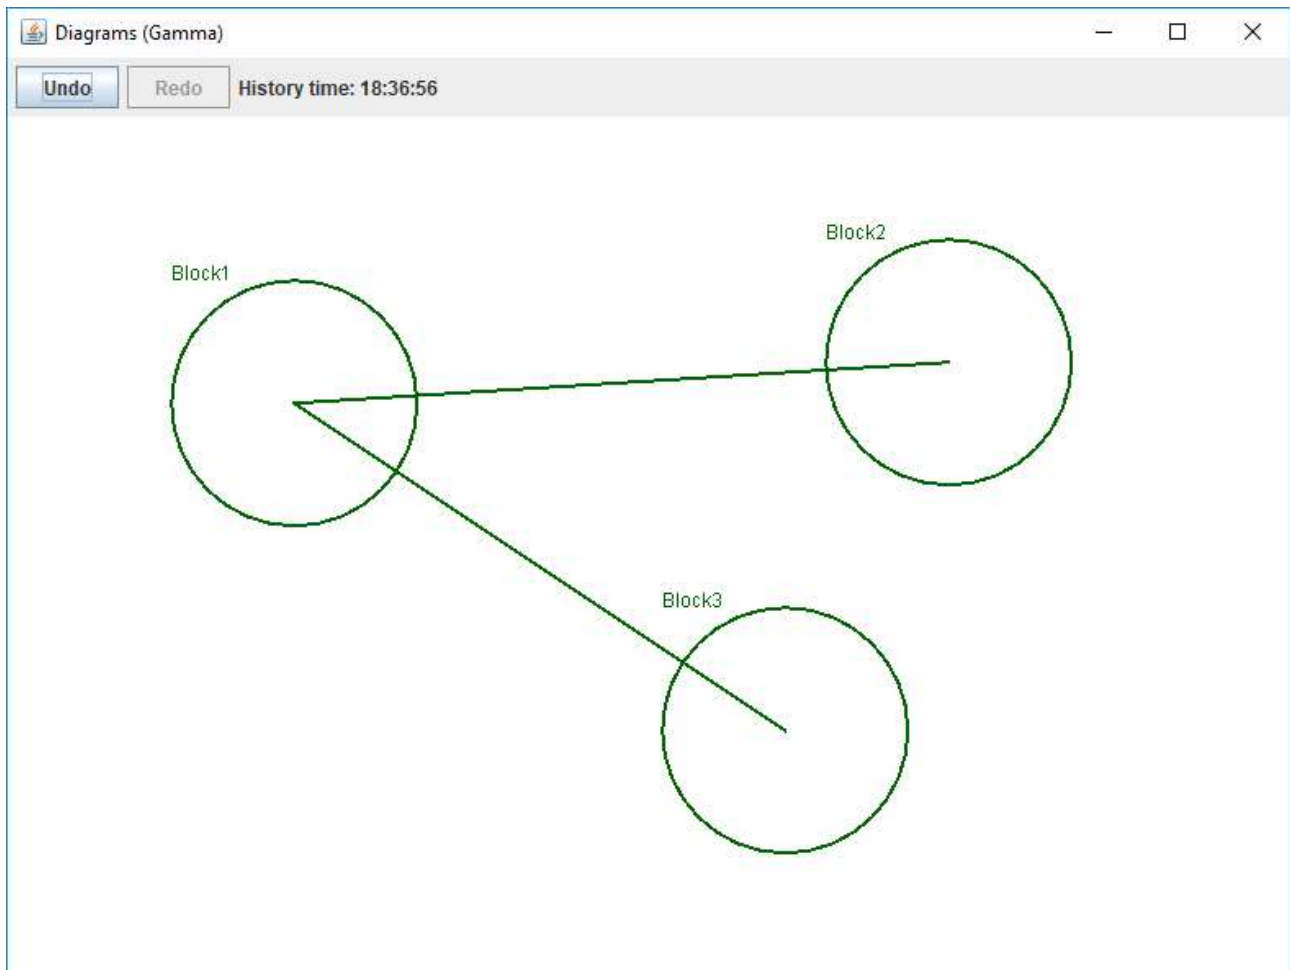 Diagrams (Gamma)
Undo Redo History time: 18:36:56
Block2
Block1
Block3